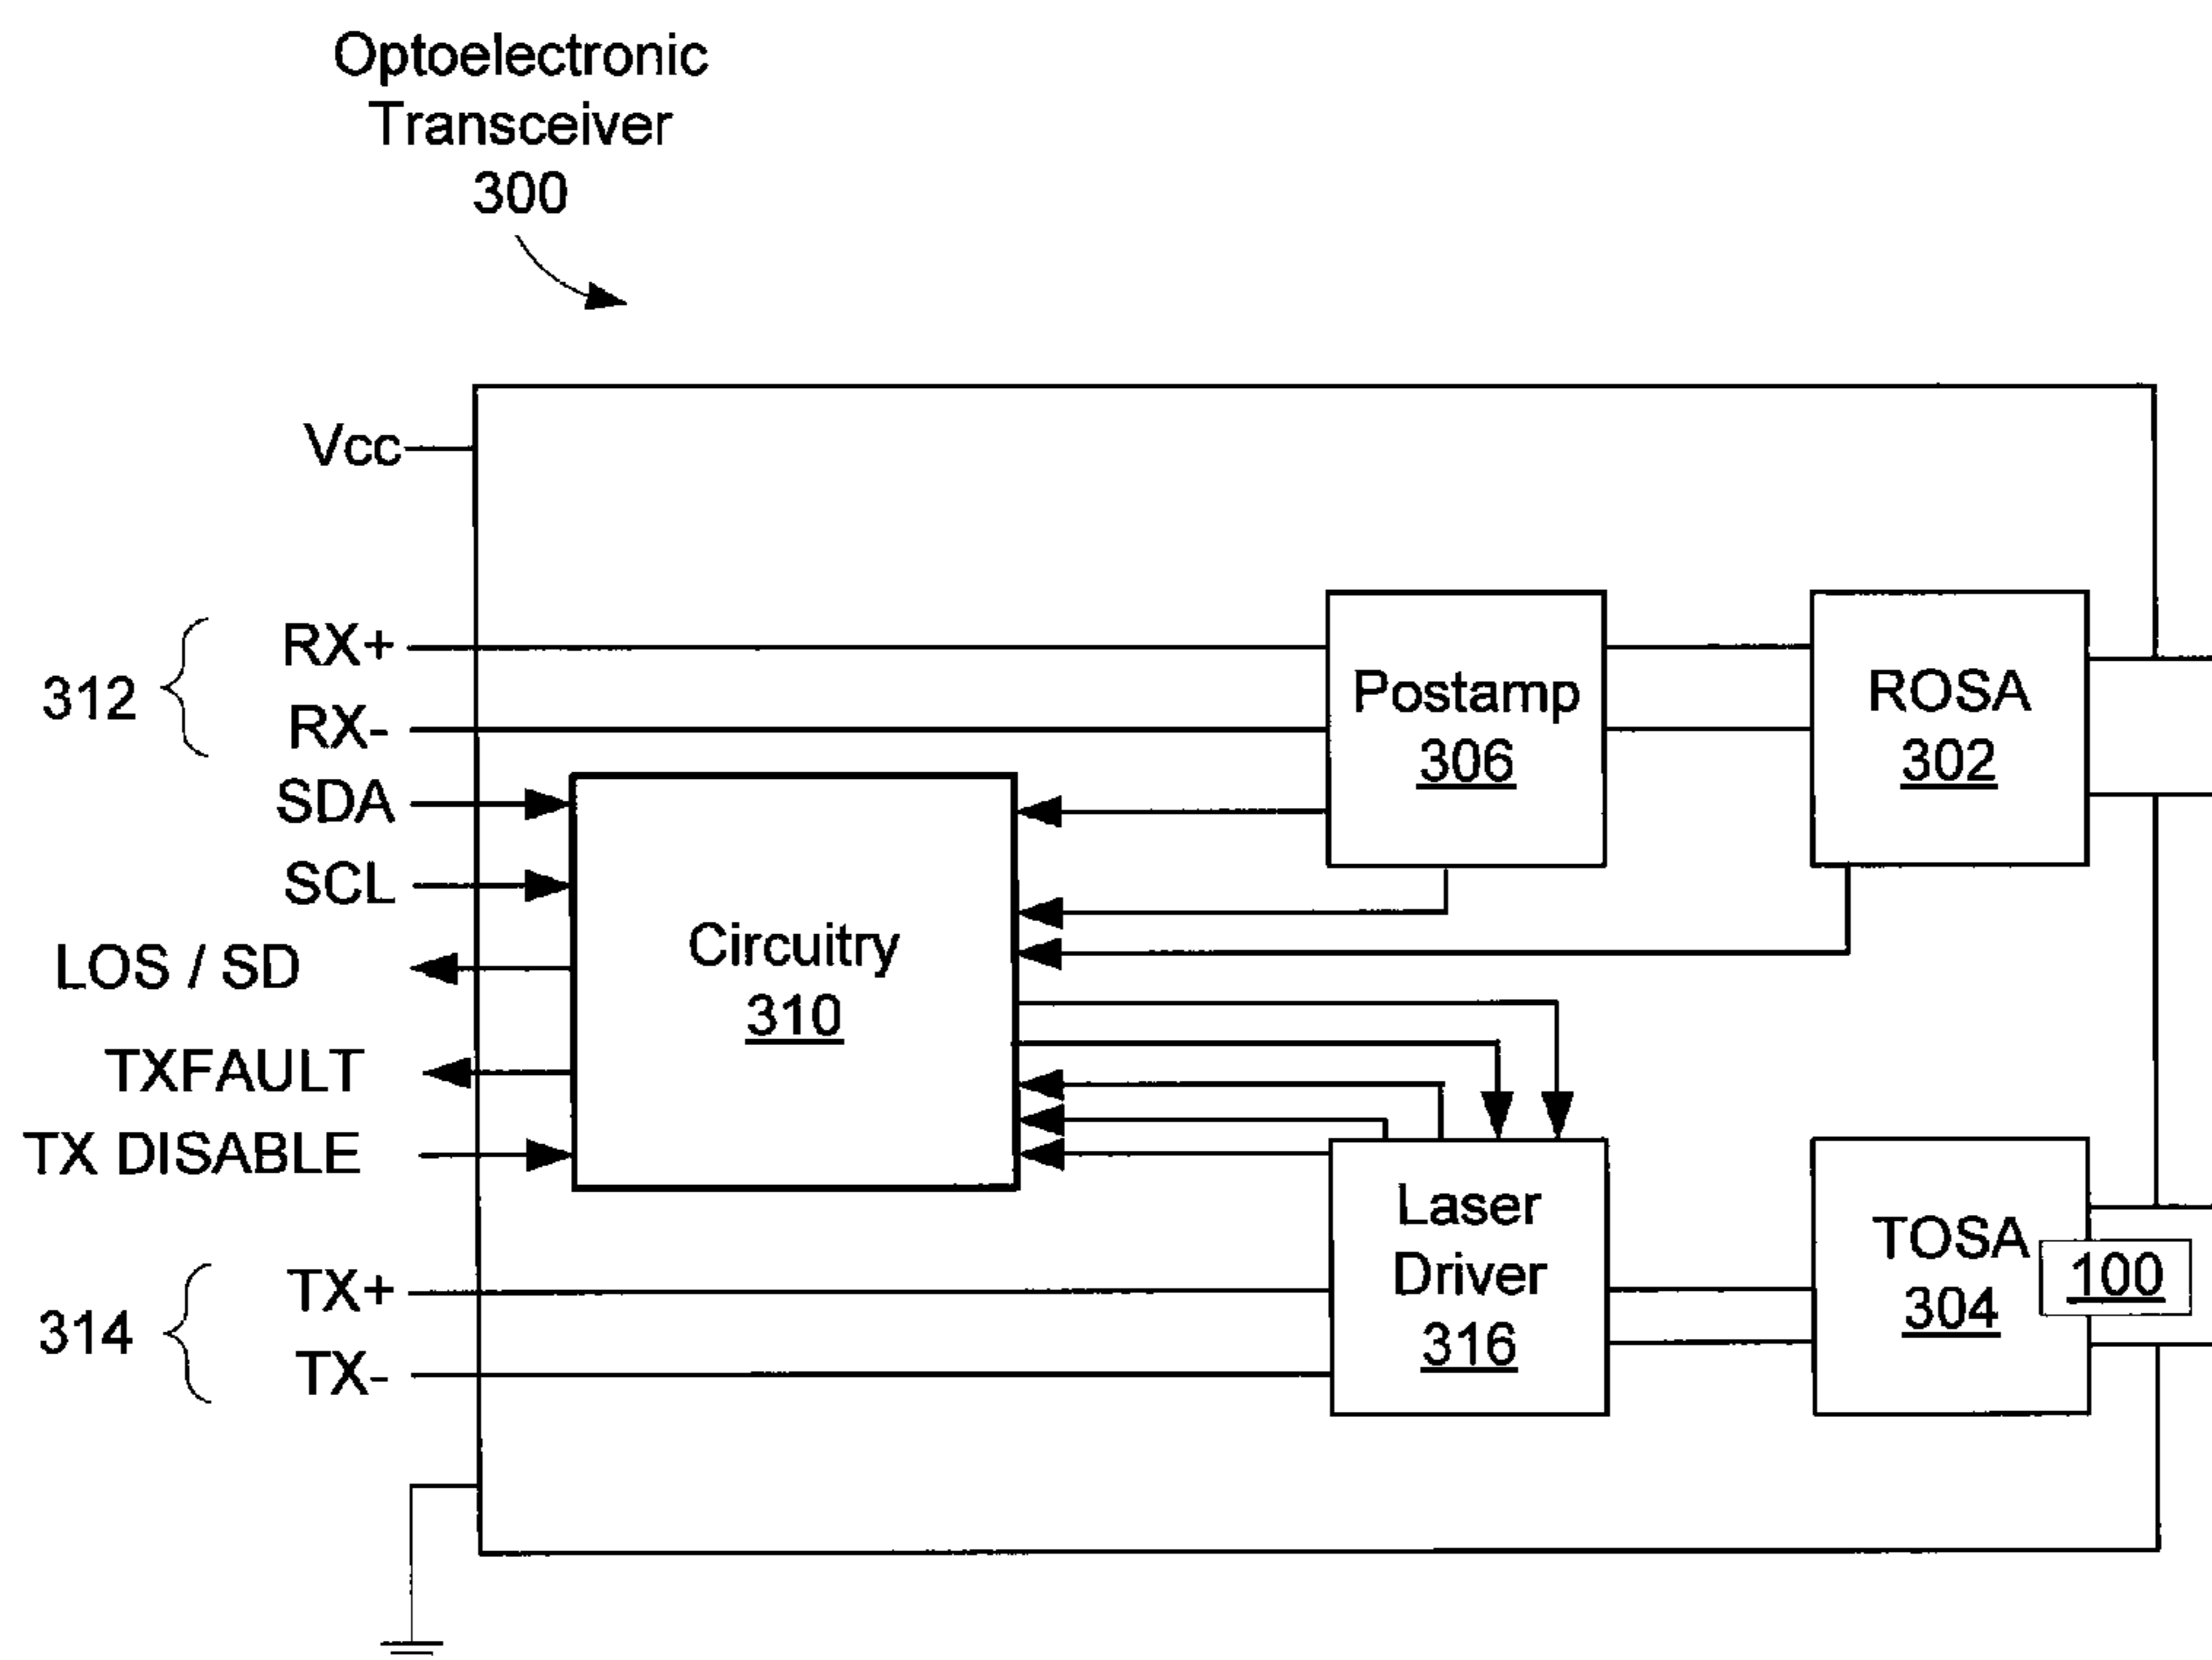 Optoelectronic
Transceiver
300
Vcc
312
RX+
RX-
SDA
SCL
LOS / SD
TXFAULT
TX DISABLE
314
TX+
TX-
Circuitry
310
Postamp
306
ROSA
302
Laser
Driver
316
TOSA
304
100